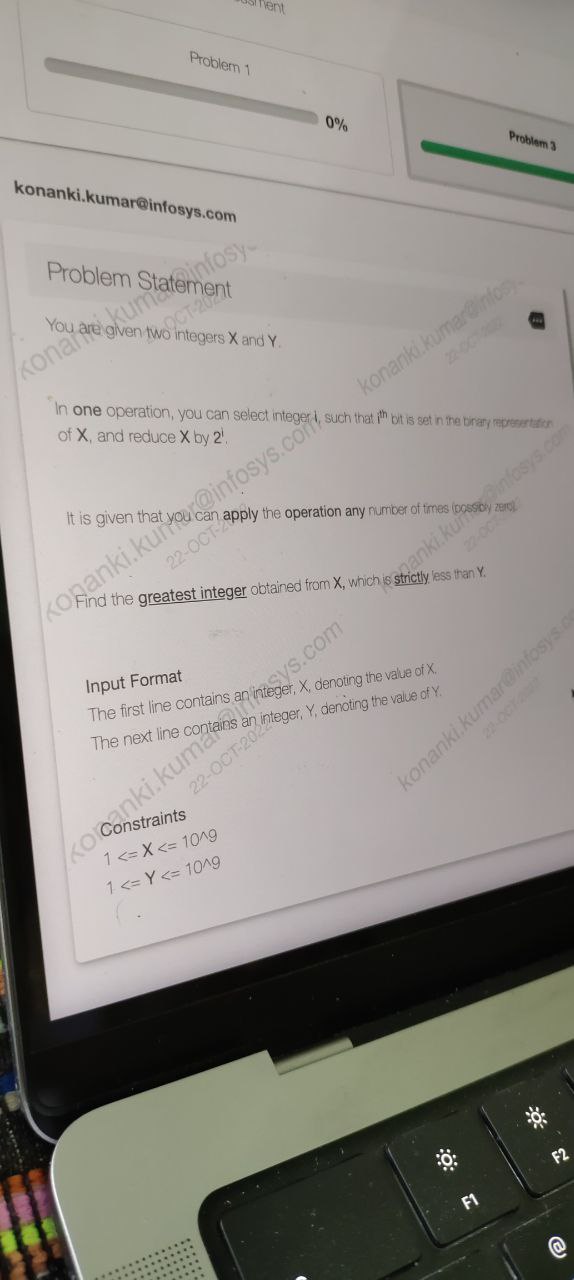 Problem 1
0%
Problem 3
konanki.kumar@infosys.com
Problem Statement
You are given two integers X and Y.
In one operation, you can select integer i, such that ith bit is set in the binary representation
of X, and reduce X by 2^i.
It is given that you can apply the operation any number of times (possibly zero).
Find the greatest integer obtained from X, which is strictly less than Y.
Input Format
The first line contains an integer, X, denoting the value of X.
The next line contains an integer, Y, denoting the value of Y.
Constraints
1 <= X <= 10^9
1 <= Y <= 10^9
konanki.kumar@infosys.com
22-OCT-2022
F1
F2
@